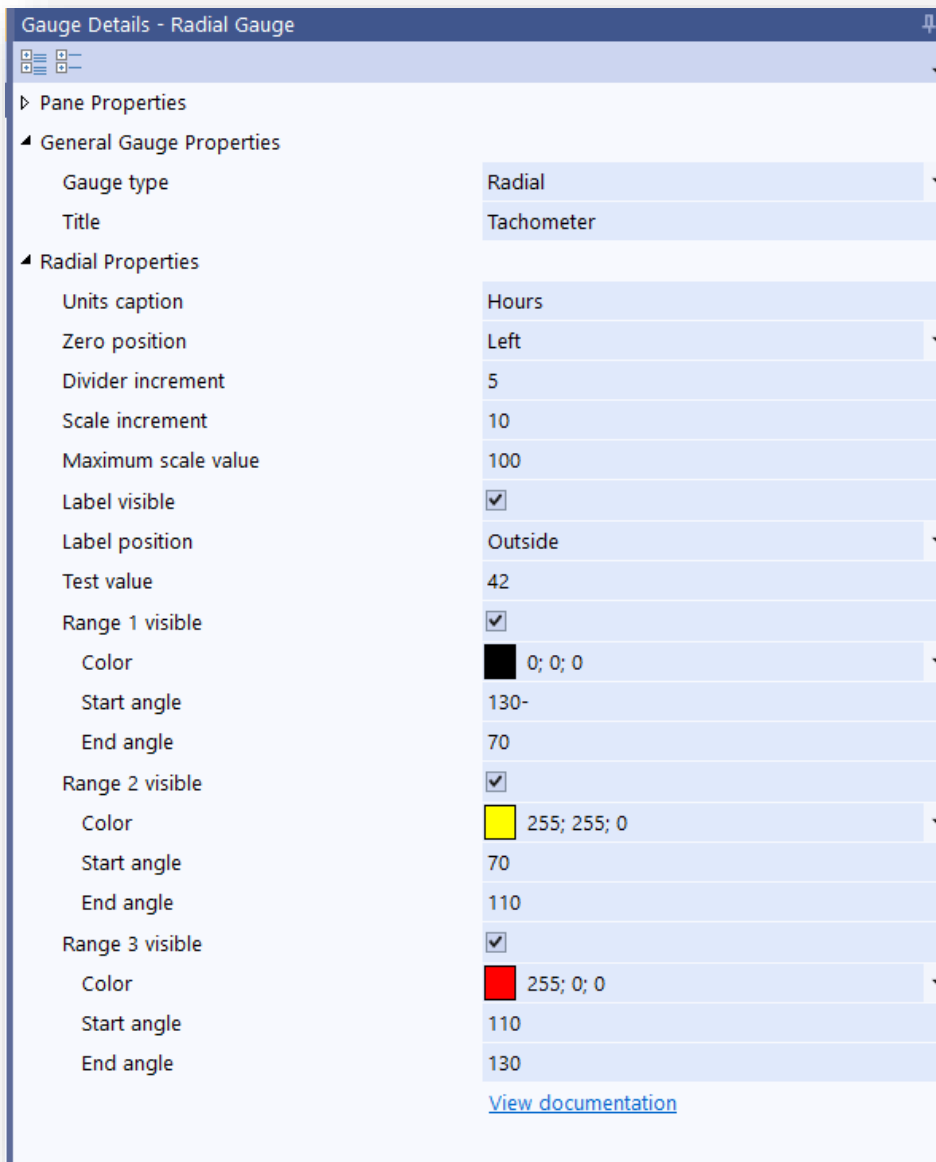 Gauge Details - Radial Gauge
Pane Properties
General Gauge Properties
Gauge type Radial
Title Tachometer
Radial Properties
Units caption Hours
Zero position Left
Divider increment 5
Scale increment 10
Maximum scale value 100
Label visible
Label position Outside
Test value 42
Range 1 visible
Color 0; 0; 0
Start angle 130-
End angle 70
Range 2 visible
Color 255; 255; 0
Start angle 70
End angle 110
Range 3 visible
Color 255; 0; 0
Start angle 110
End angle 130
View documentation